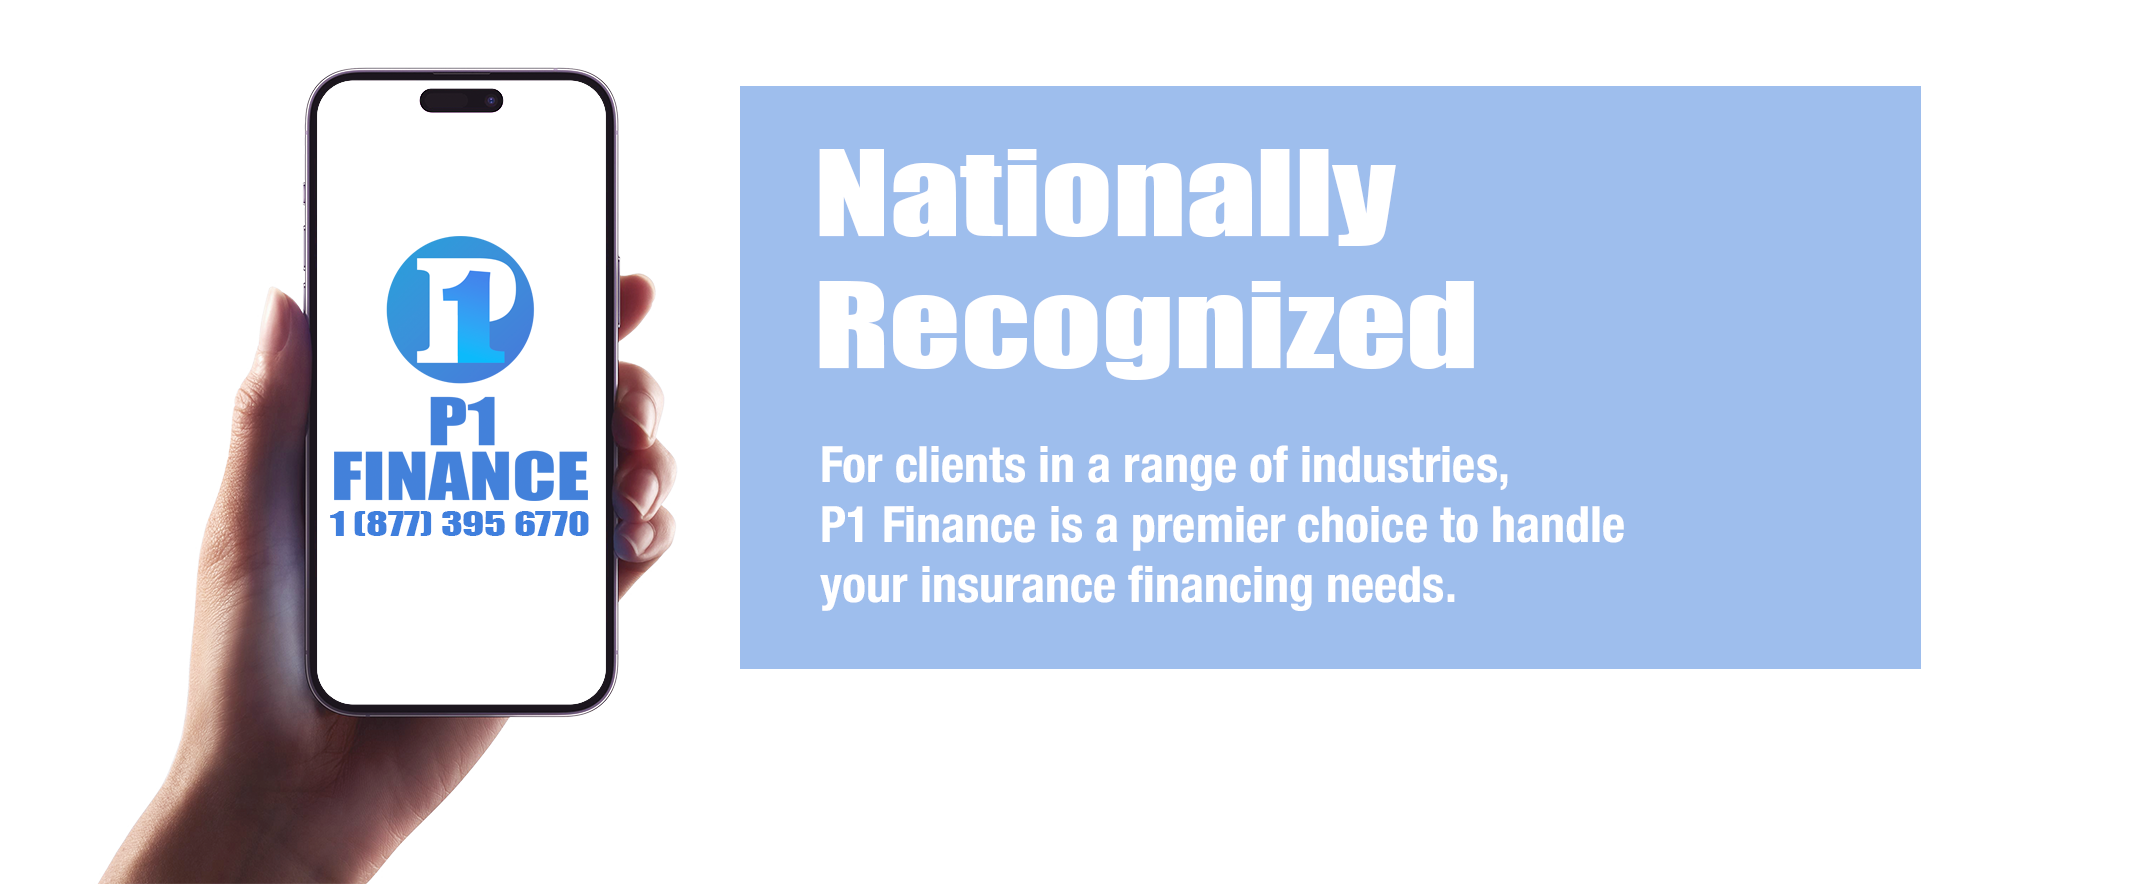 P1
P1
FINANCE
1 (877) 395 6770
Nationally
Recognized
For clients in a range of industries,
P1 Finance is a premier choice to handle
your insurance financing needs.